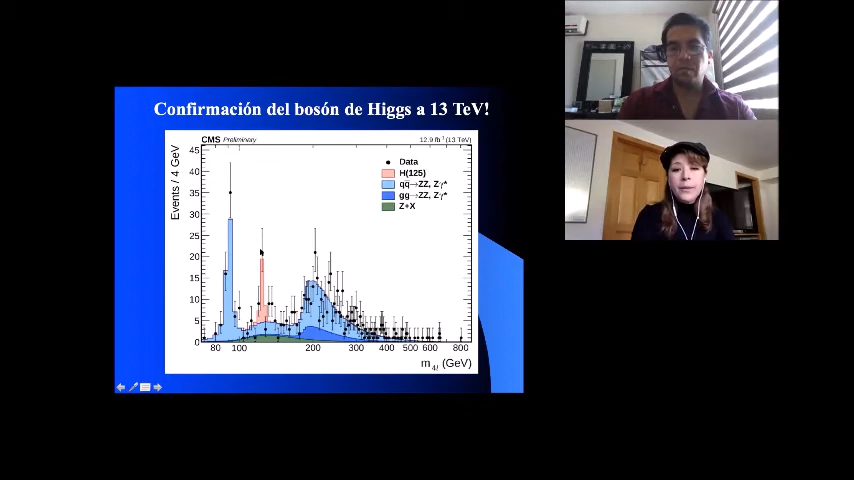 Confirmación del bosón de Higgs a 13 TeV!
CMS Preliminary
12.9 fb⁻¹ (13 TeV)
Events / 4 GeV
45
40
35
30
25
20
15
10
5
0
Data
H(125)
qq̄→ZZ, Zγ*
gg→ZZ, Zγ*
Z+X
80 100 200 300 400 500 600 800
m4ℓ (GeV)